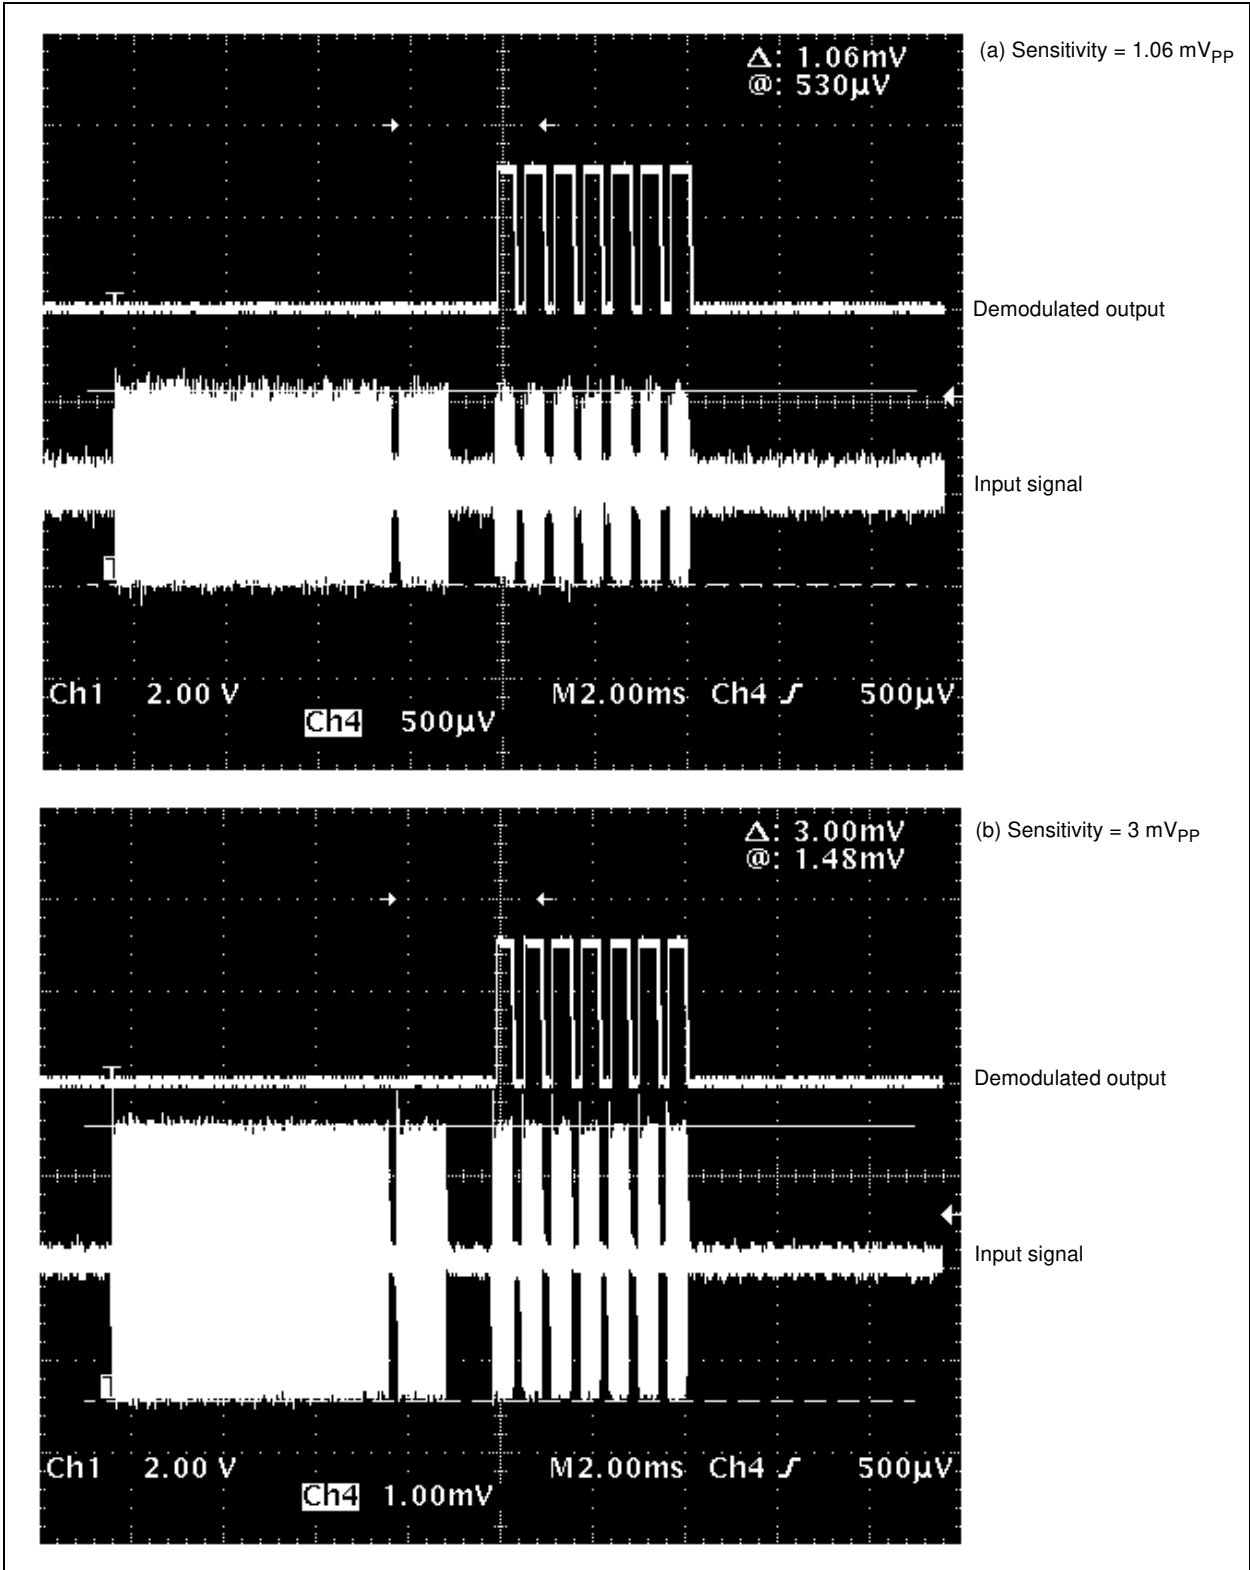 Δ: 1.06mV
@: 530µV
(a) Sensitivity = 1.06 mVPP
Demodulated output
Input signal
Ch1 2.00 V M2.00ms Ch4 500µV
Ch4 500µV
Δ: 3.00mV
@: 1.48mV
(b) Sensitivity = 3 mVPP
Demodulated output
Input signal
Ch1 2.00 V M2.00ms Ch4 500µV
Ch4 1.00mV